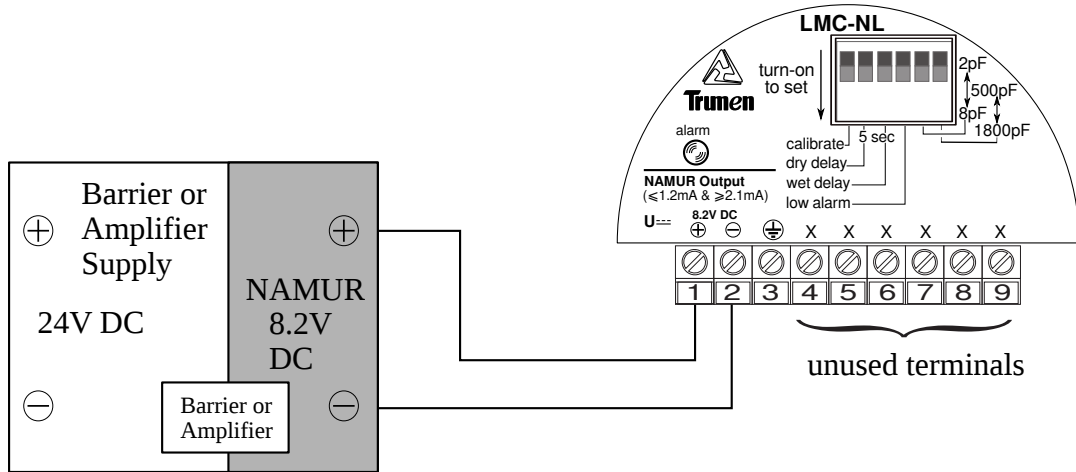 LMC-NL
Trumen
turn-on
to set
2pF
500pF
8pF
1800pF
alarm
5 sec
calibrate
dry delay
wet delay
low alarm
NAMUR Output
(⩽1.2mA & ⩾2.1mA)
U
8.2V DC
+ −
X X X X X X
1 2 3 4 5 6 7 8 9
unused terminals
Barrier or
Amplifier
Supply
24V DC
+
−
NAMUR
8.2V
DC
+
−
Barrier or
Amplifier